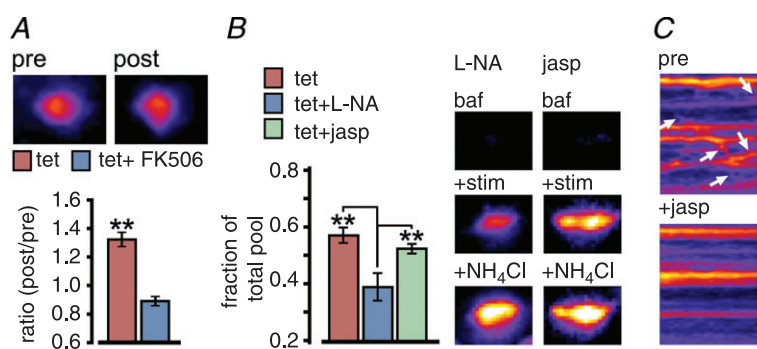 A
pre post
tet tet+ FK506
ratio (post/pre)
1.6
1.4
1.2
1.0
0.8
0.6
**
B
tet
tet+L-NA
tet+jasp
fraction of
total pool
0.8
0.6
0.4
0.2
**
**
L-NA jasp
baf baf
+stim +stim
+NH4Cl +NH4Cl
C
pre
+jasp